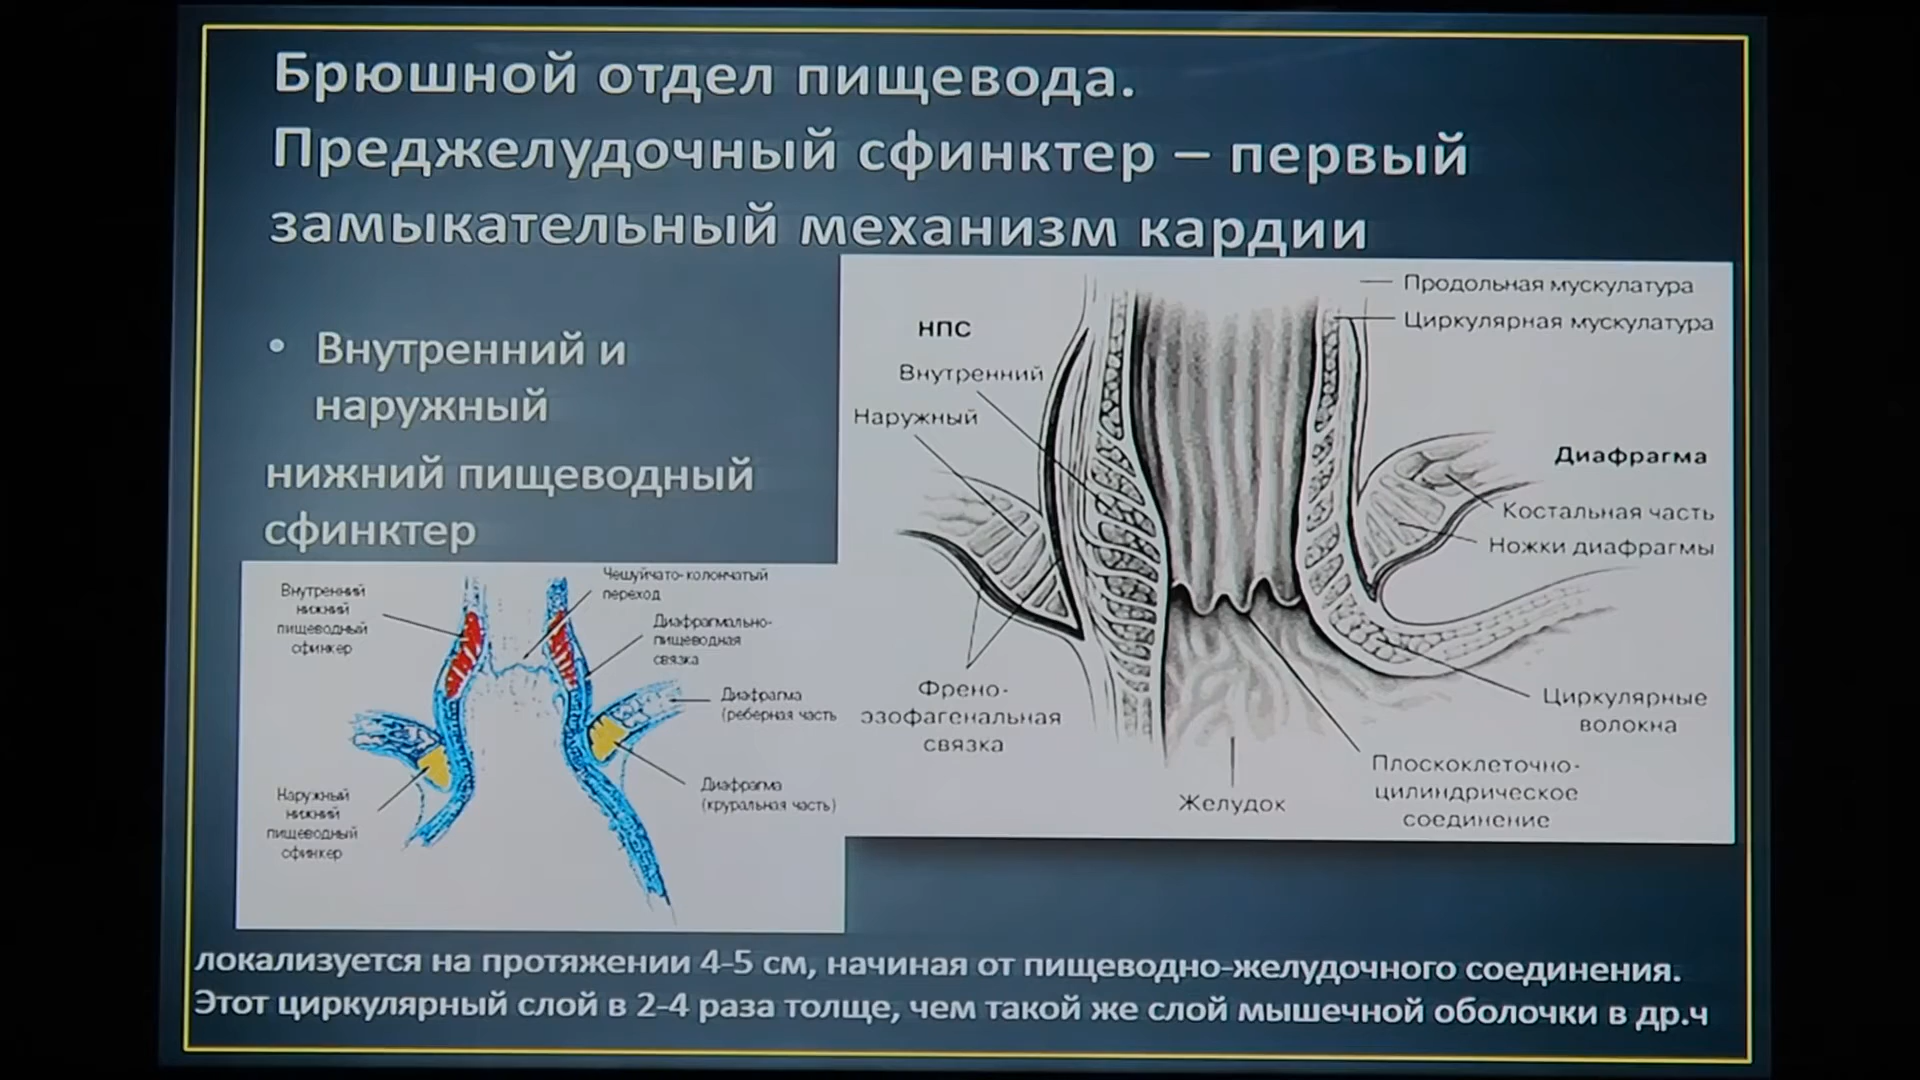 Брюшной отдел пищевода.
Преджелудочный сфинктер – первый
замыкательный механизм кардии
• Внутренний и
наружный
нижний пищеводный
сфинктер
Внутренний
нижний
пищеводный
сфинкер
Чешуйчато-колончатый
переход
Диафрагмально-
пищеводная
связка
Диафрагма
(реберная часть
Диафрагма
(круральная часть)
Наружный
нижний
пищеводный
сфинкер
НПС
Внутренний
Наружный
Френо-
эзофагенальная
связка
Желудок
Продольная мускулатура
Циркулярная мускулатура
Диафрагма
Костальная часть
Ножки диафрагмы
Циркулярные
волокна
Плоскоклеточно-
цилиндрическое
соединение
локализуется на протяжении 4-5 см, начиная от пищеводно-желудочного соединения.
Этот циркулярный слой в 2-4 раза толще, чем такой же слой мышечной оболочки в др.ч